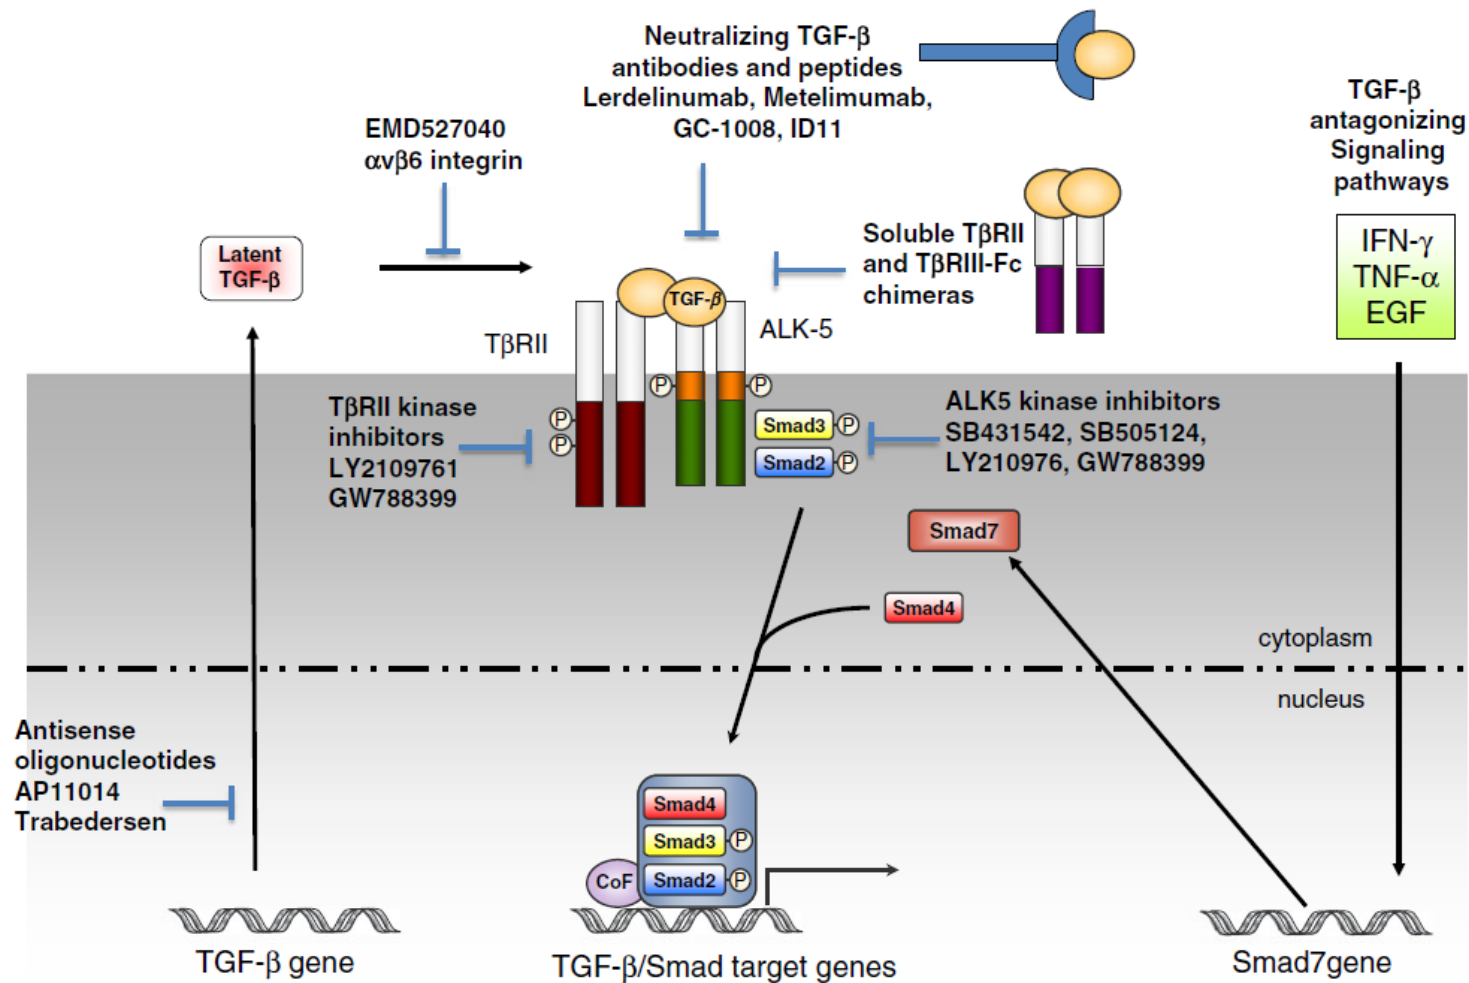 Neutralizing TGF-β
antibodies and peptides
Lerdelinumab, Metelimumab,
GC-1008, ID11
TGF-β
antagonizing
Signaling
pathways
IFN-γ
TNF-α
EGF
EMD527040
αvβ6 integrin
Latent
TGF-β
Soluble TβRII
and TβRIII-Fc
chimeras
TGF-β
TβRII
ALK-5
P
P
TβRII kinase
inhibitors
LY2109761
GW788399
P
P
Smad3
P
Smad2
P
ALK5 kinase inhibitors
SB431542, SB505124,
LY210976, GW788399
Smad7
Smad4
cytoplasm
nucleus
Antisense
oligonucleotides
AP11014
Trabedersen
Smad4
Smad3
P
CoF
Smad2
P
TGF-β gene
TGF-β/Smad target genes
Smad7gene